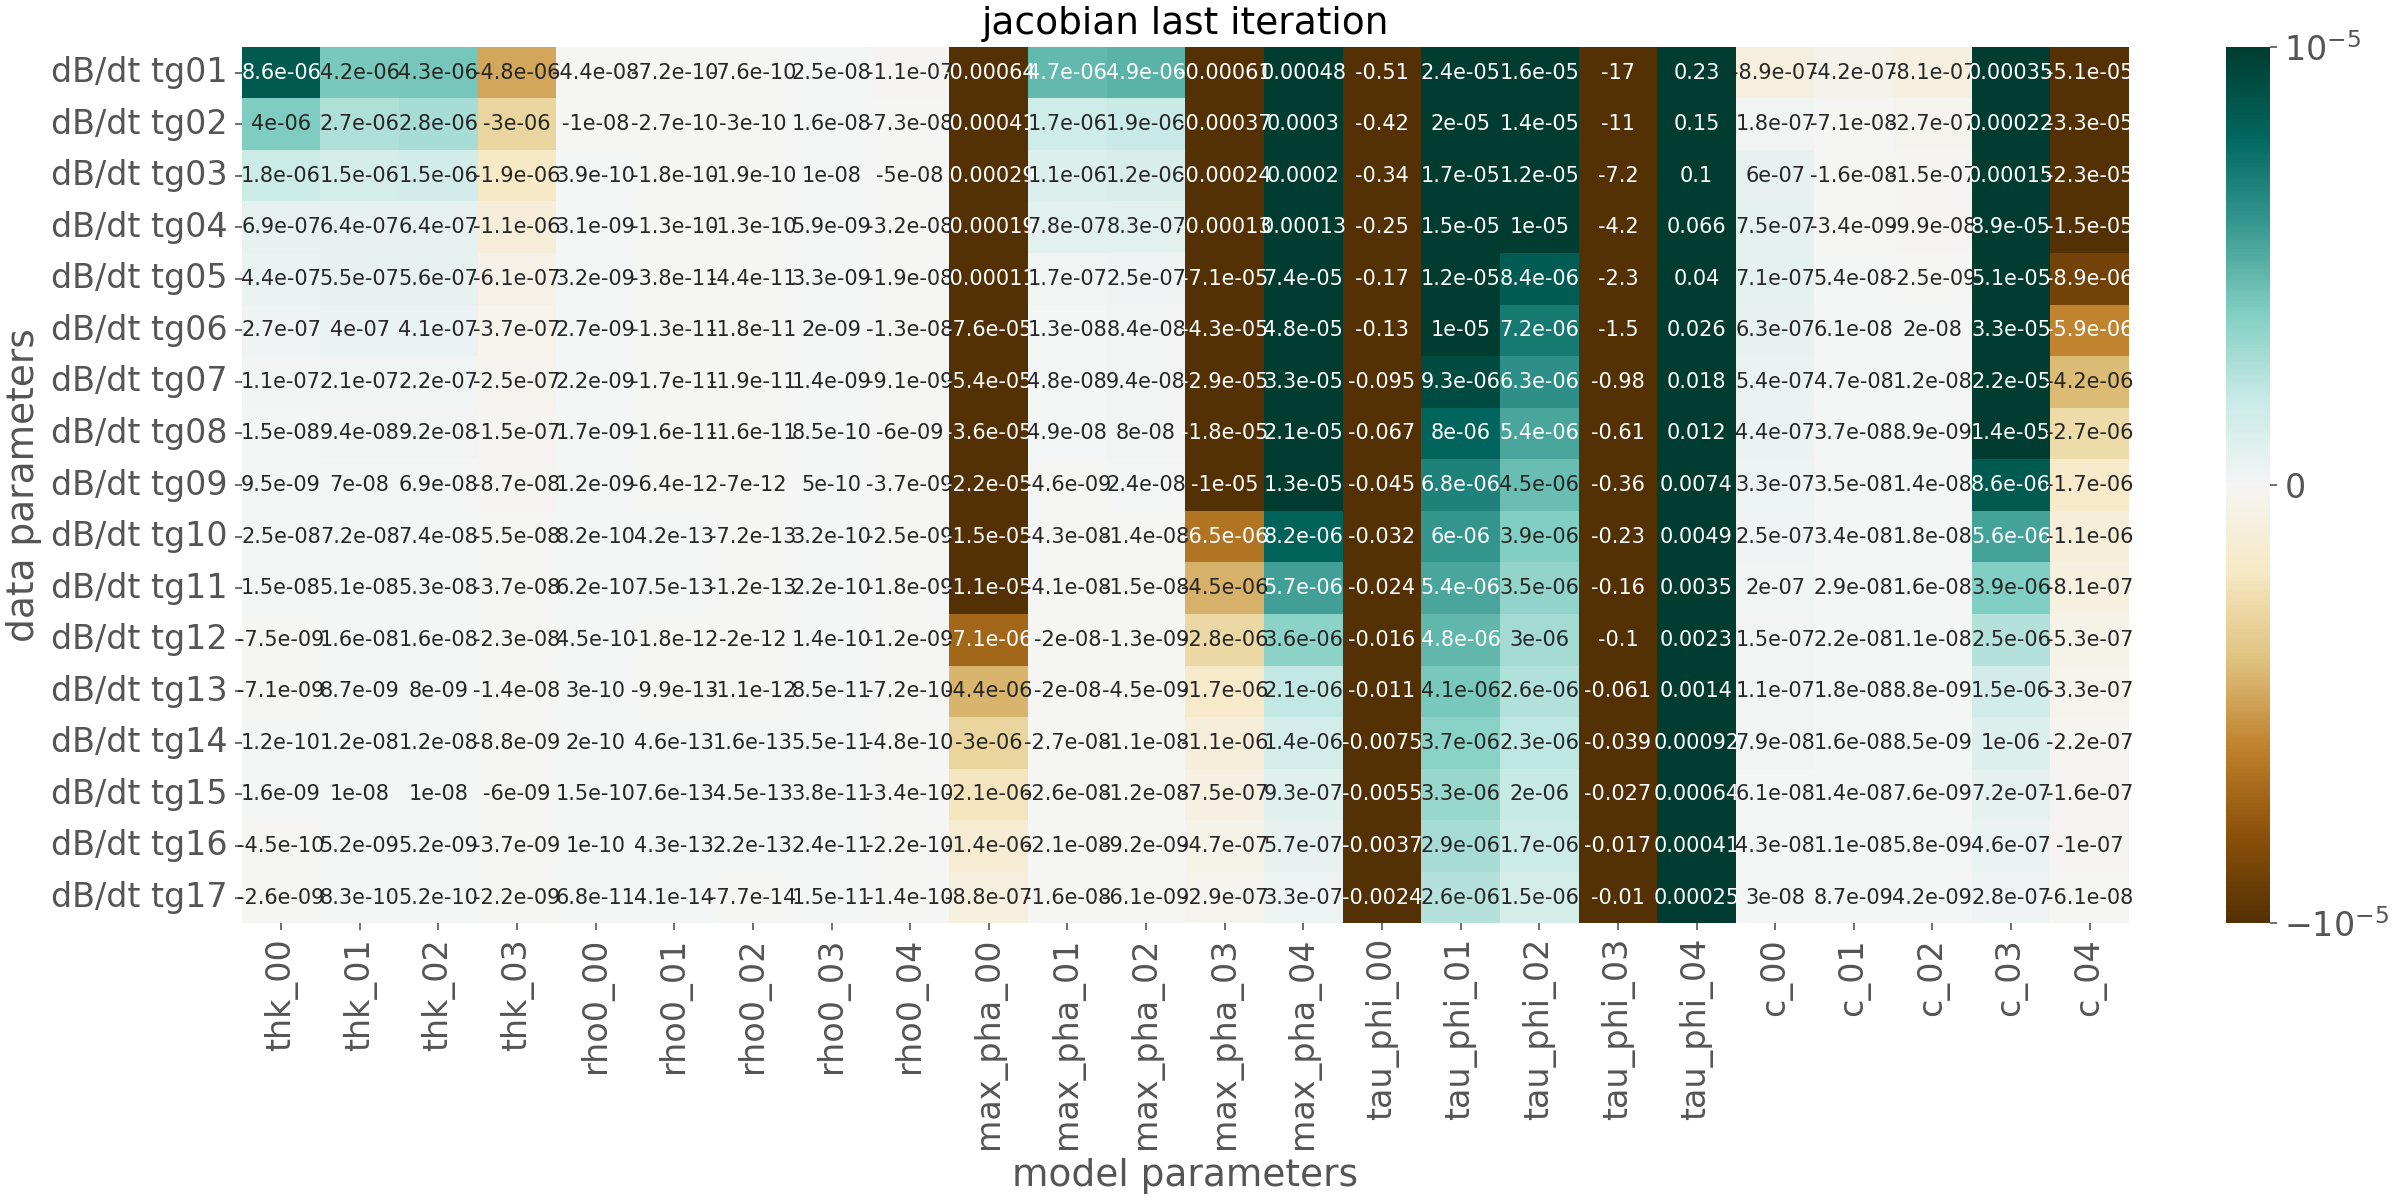 jacobian last iteration
dB/dt tg01 8.6e-06 4.2e-06 4.3e-06 -4.8e-06 -4.4e-08 -7.2e-10 -7.6e-10 2.5e-08 -1.1e-07 -0.00064 4.7e-06 4.9e-06 -0.00061 0.00048 -0.51 2.4e-05 1.6e-05 -17 0.23 -8.9e-07 -4.2e-07 -8.1e-07 0.00035 -5.1e-05
dB/dt tg02 4e-06 2.7e-06 2.8e-06 -3e-06 -1e-08 -2.7e-10 -3e-10 1.6e-08 -7.3e-08 -0.00041 1.7e-06 1.9e-06 -0.00037 0.0003 -0.42 2e-05 1.4e-05 -11 0.15 1.8e-07 -7.1e-08 -2.7e-07 0.00022 -3.3e-05
dB/dt tg03 1.8e-06 1.5e-06 1.5e-06 -1.9e-06 3.9e-10 -1.8e-10 -1.9e-10 1e-08 -5e-08 -0.00029 1.1e-06 1.2e-06 -0.00024 0.0002 -0.34 1.7e-05 1.2e-05 -7.2 0.1 6e-07 -1.6e-08 -1.5e-07 0.00015 -2.3e-05
dB/dt tg04 6.9e-07 6.4e-07 6.4e-07 -1.1e-06 3.1e-09 -1.3e-10 -1.3e-10 5.9e-09 -3.2e-08 -0.00019 7.8e-07 8.3e-07 -0.00013 0.00013 -0.25 1.5e-05 1e-05 -4.2 0.066 7.5e-07 -3.4e-09 -9.9e-08 8.9e-05 -1.5e-05
dB/dt tg05 4.4e-07 5.5e-07 5.6e-07 -6.1e-07 3.2e-09 -3.8e-11 -4.4e-11 3.3e-09 -1.9e-08 -0.00011 1.7e-07 2.5e-07 -7.1e-05 7.4e-05 -0.17 1.2e-05 8.4e-06 -2.3 0.04 7.1e-07 5.4e-08 -2.5e-09 5.1e-05 -8.9e-06
dB/dt tg06 2.7e-07 4e-07 4.1e-07 -3.7e-07 2.7e-09 -1.3e-11 -1.8e-11 2e-09 -1.3e-08 -7.6e-05 1.3e-08 8.4e-08 -4.3e-05 4.8e-05 -0.13 1e-05 7.2e-06 -1.5 0.026 6.3e-07 6.1e-08 2e-08 3.3e-05 -5.9e-06
dB/dt tg07 1.1e-07 2.1e-07 2.2e-07 -2.5e-07 2.2e-09 -1.7e-11 -1.9e-11 1.4e-09 -9.1e-09 -5.4e-05 4.8e-08 9.4e-08 -2.9e-05 3.3e-05 -0.095 9.3e-06 6.3e-06 -0.98 0.018 5.4e-07 4.7e-08 1.2e-08 2.2e-05 -4.2e-06
dB/dt tg08 1.5e-08 9.4e-08 9.2e-08 -1.5e-07 1.7e-09 -1.6e-11 -1.6e-11 8.5e-10 -6e-09 -3.6e-05 4.9e-08 8e-08 -1.8e-05 2.1e-05 -0.067 8e-06 5.4e-06 -0.61 0.012 4.4e-07 3.7e-08 8.9e-09 1.4e-05 -2.7e-06
dB/dt tg09 9.5e-09 7e-08 6.9e-08 -8.7e-08 1.2e-09 -6.4e-12 -7e-12 5e-10 -3.7e-09 -2.2e-05 -4.6e-09 2.4e-08 -1e-05 1.3e-05 -0.045 6.8e-06 4.5e-06 -0.36 0.0074 3.3e-07 3.5e-08 1.4e-08 8.6e-06 -1.7e-06
dB/dt tg10 2.5e-08 7.2e-08 7.4e-08 -5.5e-08 8.2e-10 4.2e-13 -7.2e-13 3.2e-10 -2.5e-09 -1.5e-05 -4.3e-08 -1.4e-08 -6.5e-06 8.2e-06 -0.032 6e-06 3.9e-06 -0.23 0.0049 2.5e-07 3.4e-08 1.8e-08 5.6e-06 -1.1e-06
dB/dt tg11 1.5e-08 5.1e-08 5.3e-08 -3.7e-08 6.2e-10 7.5e-13 -1.2e-13 2.2e-10 -1.8e-09 -1.1e-05 -4.1e-08 -1.5e-08 -4.5e-06 5.7e-06 -0.024 5.4e-06 3.5e-06 -0.16 0.0035 2e-07 2.9e-08 1.6e-08 3.9e-06 -8.1e-07
dB/dt tg12 -7.5e-09 1.6e-08 1.6e-08 -2.3e-08 4.5e-10 -1.8e-12 -2e-12 1.4e-10 -1.2e-09 -7.1e-06 -2e-08 -1.3e-09 -2.8e-06 3.6e-06 -0.016 4.8e-06 3e-06 -0.1 0.0023 1.5e-07 2.2e-08 1.1e-08 2.5e-06 -5.3e-07
dB/dt tg13 -7.1e-09 8.7e-09 8e-09 -1.4e-08 3e-10 -9.9e-13 -1.1e-12 8.5e-11 -7.2e-10 -4.4e-06 -2e-08 -4.5e-09 -1.7e-06 2.1e-06 -0.011 4.1e-06 2.6e-06 -0.061 0.0014 1.1e-07 1.8e-08 8.8e-09 1.5e-06 -3.3e-07
dB/dt tg14 1.2e-10 1.2e-08 1.2e-08 -8.8e-09 2e-10 4.6e-13 1.6e-13 5.5e-11 -4.8e-10 -3e-06 -2.7e-08 -1.1e-08 -1.1e-06 1.4e-06 -0.0075 3.7e-06 2.3e-06 -0.039 0.00092 7.9e-08 1.6e-08 8.5e-09 1e-06 -2.2e-07
dB/dt tg15 1.6e-09 1e-08 1e-08 -6e-09 1.5e-10 7.6e-13 4.5e-13 3.8e-11 -3.4e-10 -2.1e-06 -2.6e-08 -1.2e-08 -7.5e-07 9.3e-07 -0.0055 3.3e-06 2e-06 -0.027 0.00064 6.1e-08 1.4e-08 7.6e-09 7.2e-07 -1.6e-07
dB/dt tg16 -4.5e-10 5.2e-09 5.2e-09 -3.7e-09 1e-10 4.3e-13 2.2e-13 2.4e-11 -2.2e-10 -1.4e-06 -2.1e-08 -9.2e-09 -4.7e-07 5.7e-07 -0.0037 2.9e-06 1.7e-06 -0.017 0.00041 4.3e-08 1.1e-08 5.8e-09 4.6e-07 -1e-07
dB/dt tg17 -2.6e-09 8.3e-10 5.2e-10 -2.2e-09 6.8e-11 4.1e-14 -7.7e-14 1.5e-11 -1.4e-10 -8.8e-07 -1.6e-08 -6.1e-09 -2.9e-07 3.3e-07 -0.0024 2.6e-06 1.5e-06 -0.01 0.00025 3e-08 8.7e-09 4.2e-09 2.8e-07 -6.1e-08
data parameters
thk_00 thk_01 thk_02 thk_03 rho0_00 rho0_01 rho0_02 rho0_03 rho0_04 max_pha_00 max_pha_01 max_pha_02 max_pha_03 max_pha_04 tau_phi_00 tau_phi_01 tau_phi_02 tau_phi_03 tau_phi_04 c_00 c_01 c_02 c_03 c_04
model parameters
10⁻⁵
0
−10⁻⁵